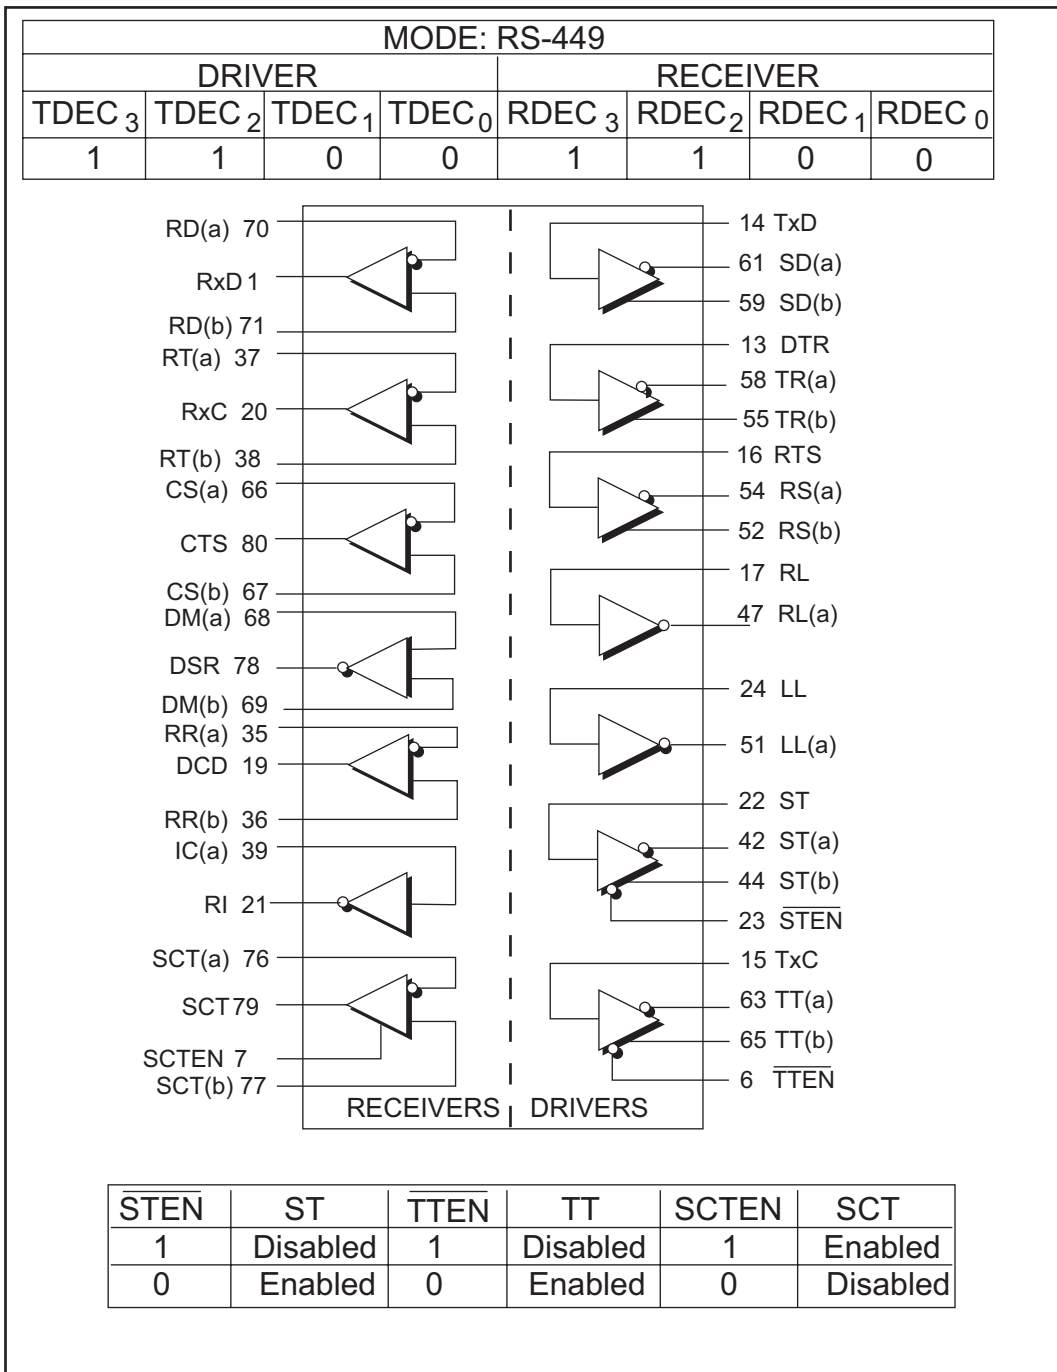 MODE: RS-449
DRIVER RECEIVER
TDEC3 TDEC2 TDEC1 TDEC0 RDEC3 RDEC2 RDEC1 RDEC0
1 1 0 0 1 1 0 0
RD(a) 70
RxD 1
RD(b) 71
RT(a) 37
RxC 20
RT(b) 38
CS(a) 66
CTS 80
CS(b) 67
DM(a) 68
DSR 78
DM(b) 69
RR(a) 35
DCD 19
RR(b) 36
IC(a) 39
RI 21
SCT(a) 76
SCT 79
SCTEN 7
SCT(b) 77
14 TxD
61 SD(a)
59 SD(b)
13 DTR
58 TR(a)
55 TR(b)
16 RTS
54 RS(a)
52 RS(b)
17 RL
47 RL(a)
24 LL
51 LL(a)
22 ST
42 ST(a)
44 ST(b)
23 S̅T̅E̅N̅
15 TxC
63 TT(a)
65 TT(b)
6 T̅T̅E̅N̅
RECEIVERS DRIVERS
S̅T̅E̅N̅ ST T̅T̅E̅N̅ TT SCTEN SCT
1 Disabled 1 Disabled 1 Enabled
0 Enabled 0 Enabled 0 Disabled